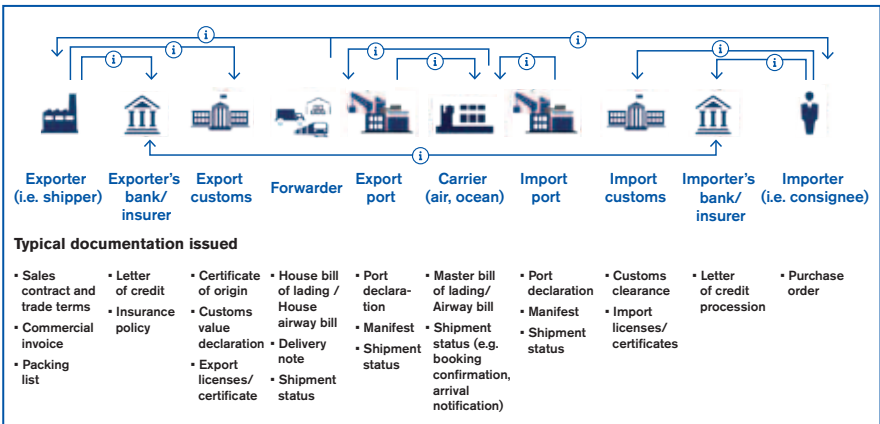 i
i
i
i
i
i
i
i
i
i
i
Exporter
(i.e. shipper)
Exporter's
bank/
insurer
Export
customs
Forwarder
Export
port
Carrier
(air, ocean)
Import
port
Import
customs
Importer's
bank/
insurer
Importer
(i.e. consignee)
Typical documentation issued
▪ Sales
contract and
trade terms
▪ Commercial
invoice
▪ Packing
list
▪ Letter
of credit
▪ Insurance
policy
▪ Certificate
of origin
▪ Customs
value
declaration
▪ Export
licenses/
certificate
▪ House bill
of lading /
House
airway bill
▪ Delivery
note
▪ Shipment
status
▪ Port
declara-
tion
▪ Manifest
▪ Shipment
status
▪ Master bill
of lading/
Airway bill
▪ Shipment
status (e.g.
booking
confirmation,
arrival
notification)
▪ Port
declaration
▪ Manifest
▪ Shipment
status
▪ Customs
clearance
▪ Import
licenses/
certificates
▪ Letter
of credit
procession
▪ Purchase
order